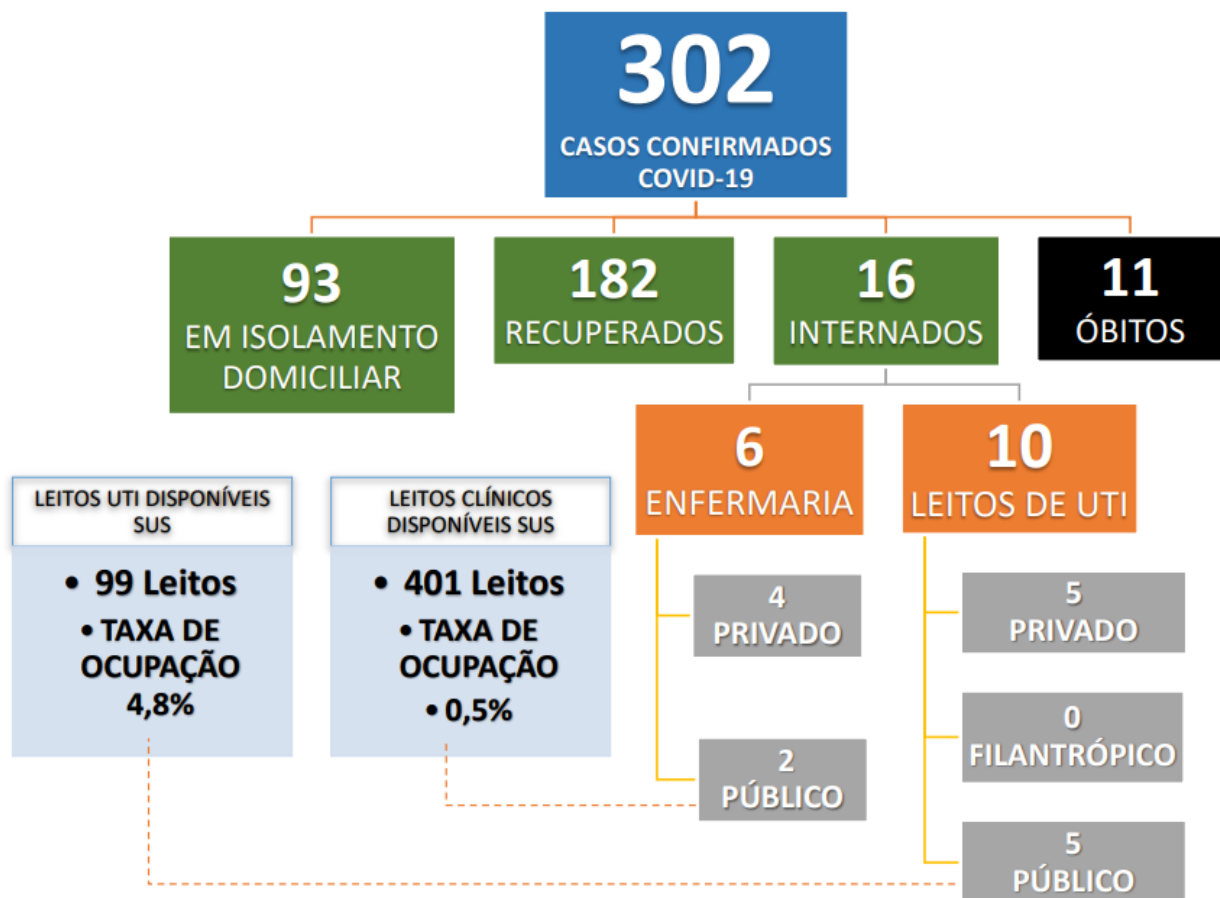 302
CASOS CONFIRMADOS
COVID-19
93
EM ISOLAMENTO
DOMICILIAR
182
RECUPERADOS
16
INTERNADOS
11
ÓBITOS
6
ENFERMARIA
10
LEITOS DE UTI
LEITOS UTI DISPONÍVEIS
SUS
• 99 Leitos
• TAXA DE
OCUPAÇÃO
4,8%
LEITOS CLÍNICOS
DISPONÍVEIS SUS
• 401 Leitos
• TAXA DE
OCUPAÇÃO
• 0,5%
4
PRIVADO
2
PÚBLICO
5
PRIVADO
0
FILANTRÓPICO
5
PÚBLICO